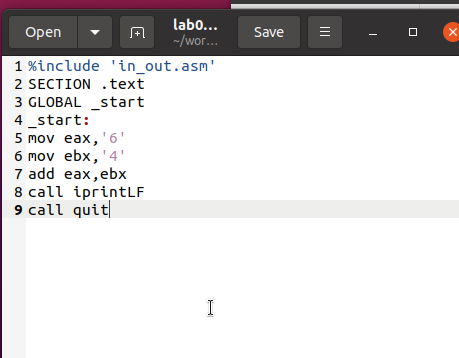 Open
lab0...
~/wor...
Save
1 %include 'in_out.asm'
2 SECTION .text
3 GLOBAL _start
4 _start:
5 mov eax,'6'
6 mov ebx,'4'
7 add eax,ebx
8 call iprintLF
9 call quit